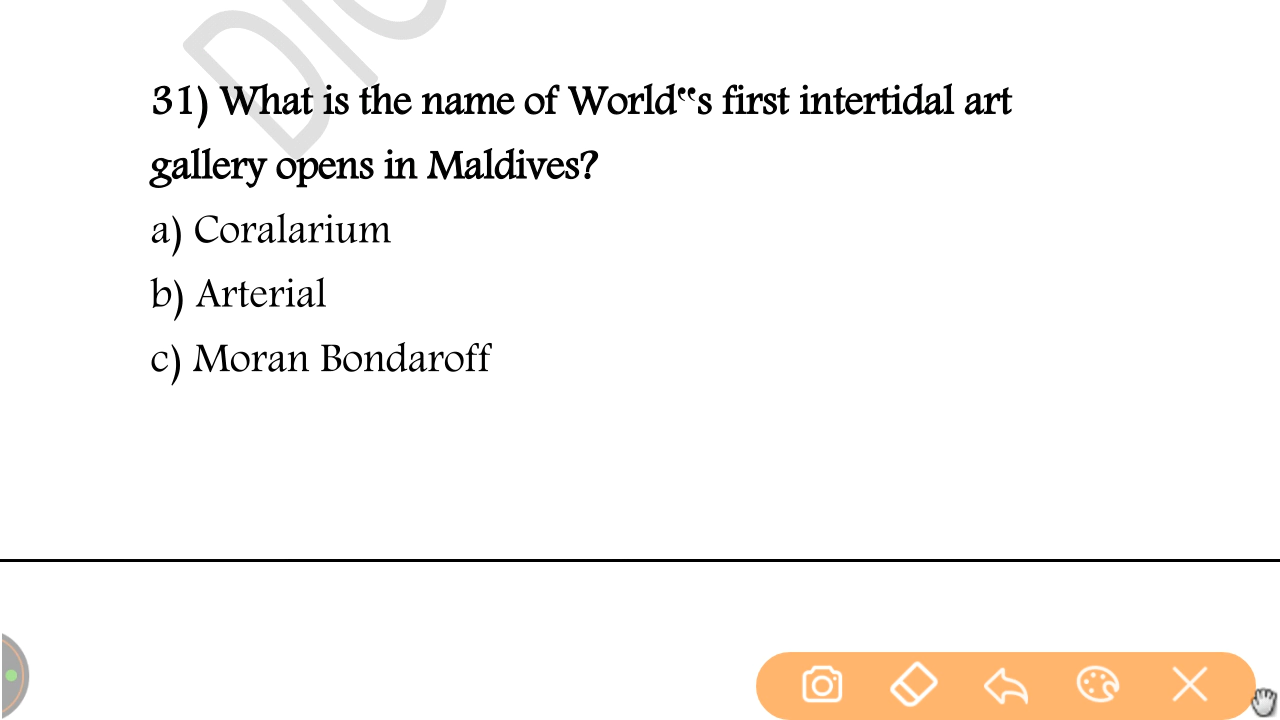 31) What is the name of World‟s first intertidal art
gallery opens in Maldives?
a) Coralarium
b) Arterial
c) Moran Bondaroff